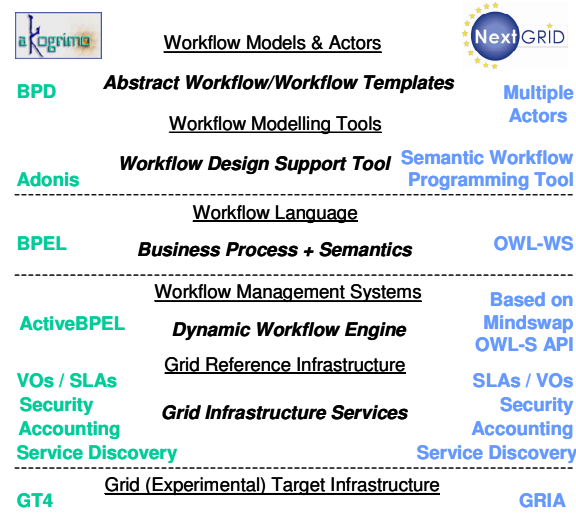 akogrimo
NextGRID
Workflow Models & Actors
Abstract Workflow/Workflow Templates
BPD
Multiple
Actors
Workflow Modelling Tools
Workflow Design Support Tool
Semantic Workflow
Adonis
Programming Tool
Workflow Language
BPEL
Business Process + Semantics
OWL-WS
Workflow Management Systems
Based on
ActiveBPEL
Dynamic Workflow Engine
Mindswap
OWL-S API
Grid Reference Infrastructure
VOs / SLAs
SLAs / VOs
Security
Grid Infrastructure Services
Security
Accounting
Accounting
Service Discovery
Service Discovery
Grid (Experimental) Target Infrastructure
GT4
GRIA